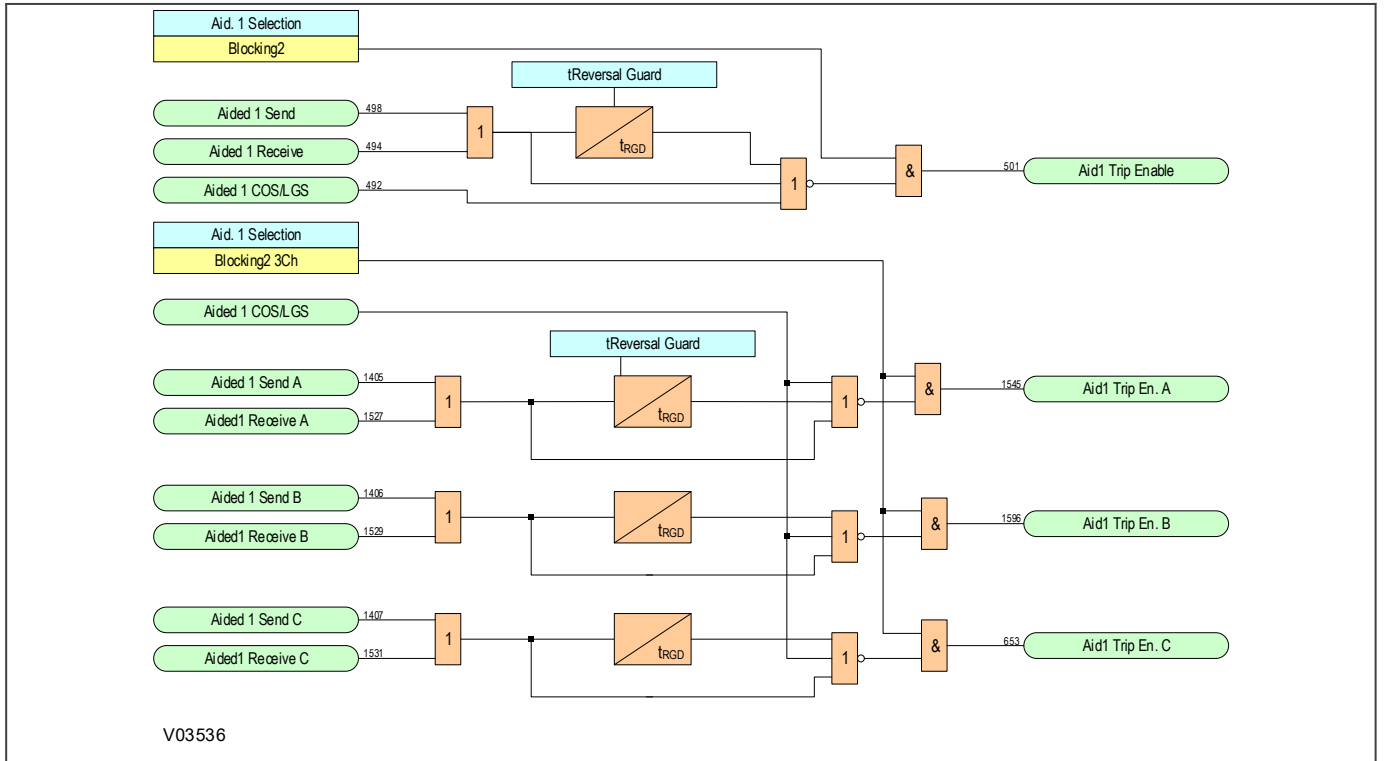 Aid. 1 Selection
Blocking2
tReversal Guard
Aided 1 Send
498
1
tRGD
Aided 1 Receive
494
Aided 1 COS/LGS
492
1
&
501
Aid1 Trip Enable
Aid. 1 Selection
Blocking2 3Ch
Aided 1 COS/LGS
tReversal Guard
Aided 1 Send A
1405
Aided1 Receive A
1527
1
tRGD
1
&
1545
Aid1 Trip En. A
Aided 1 Send B
1406
Aided1 Receive B
1529
1
tRGD
1
&
1596
Aid1 Trip En. B
Aided 1 Send C
1407
Aided1 Receive C
1531
1
tRGD
1
&
653
Aid1 Trip En. C
V03536